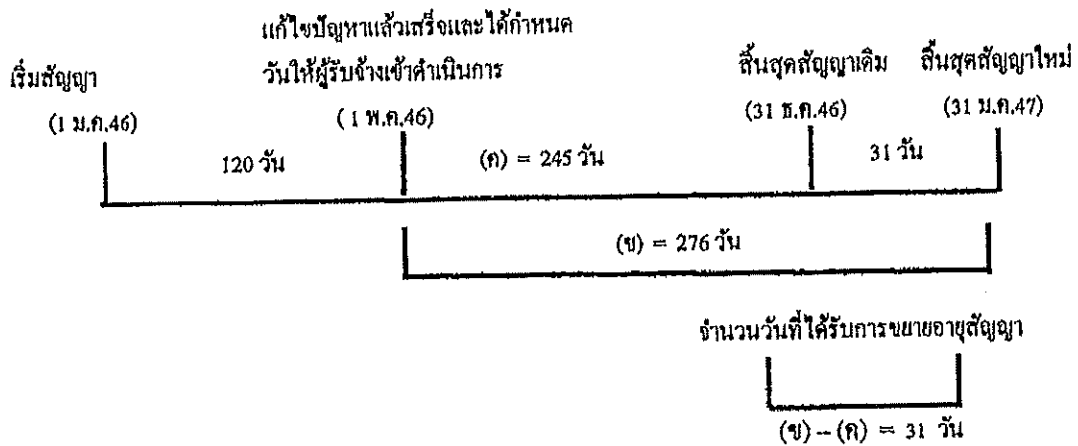 แก้ไขปัญหาแล้วเสร็จและได้กำหนด
วันให้ผู้รับจ้างเข้าดำเนินการ
เริ่มสัญญา
สิ้นสุดสัญญาเดิม
สิ้นสุดสัญญาใหม่
(1 ม.ค.46)
(1 พ.ค.46)
(31 ธ.ค.46)
(31 ม.ค.47)
120 วัน
(ค) = 245 วัน
31 วัน
(ข) = 276 วัน
จำนวนวันที่ได้รับการขยายอายุสัญญา
(ข) – (ค) = 31 วัน